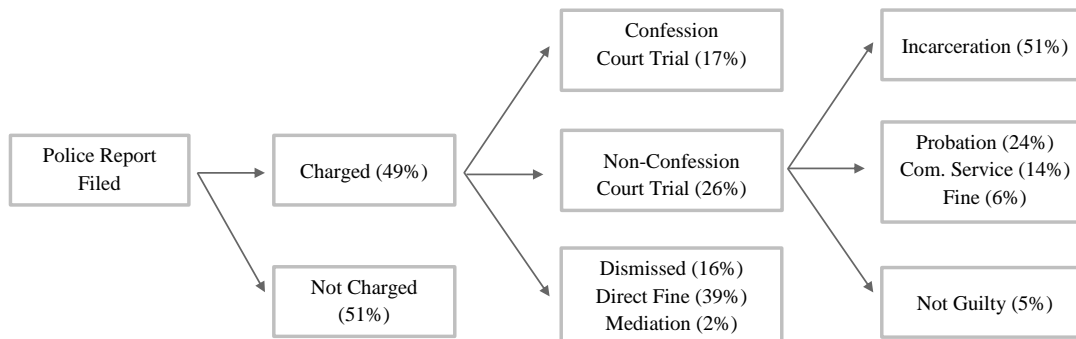 Police Report
Filed
Charged (49%)
Not Charged
(51%)
Confession
Court Trial (17%)
Non-Confession
Court Trial (26%)
Dismissed (16%)
Direct Fine (39%)
Mediation (2%)
Incarceration (51%)
Probation (24%)
Com. Service (14%)
Fine (6%)
Not Guilty (5%)